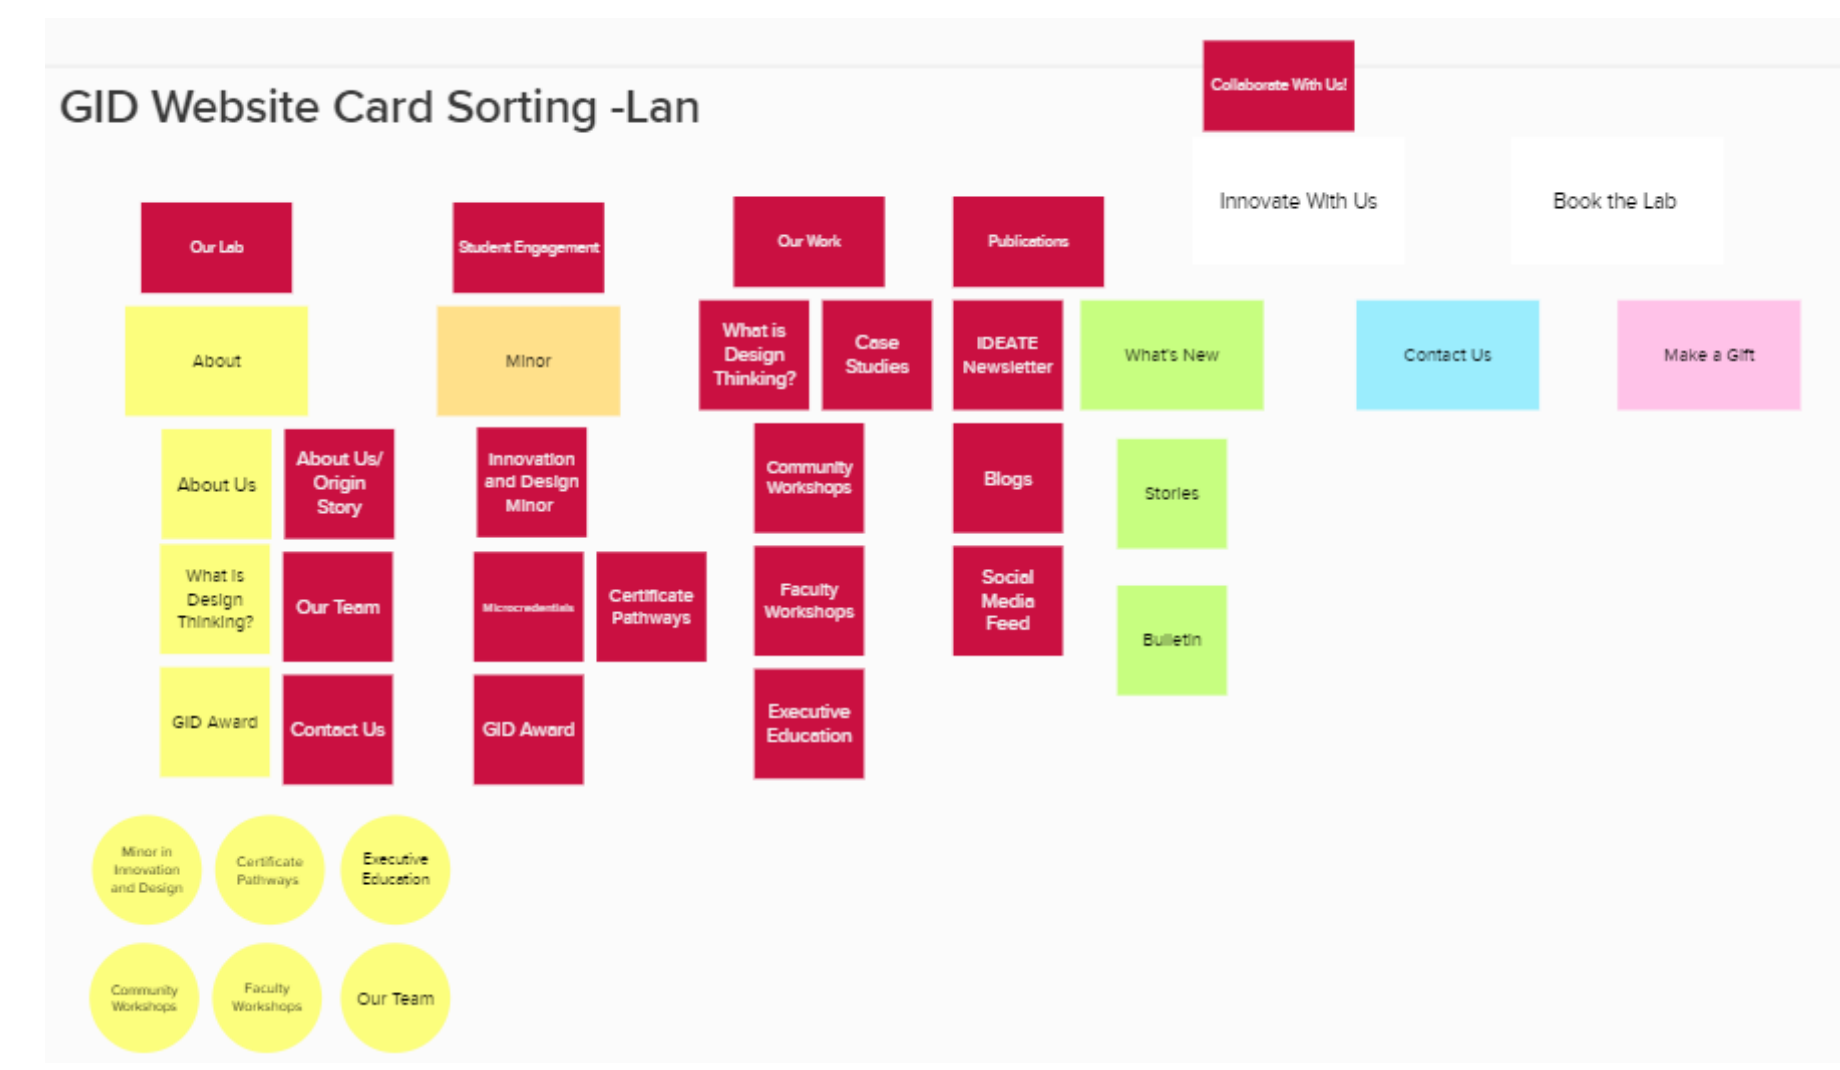 Collaborate With Us!
GID Website Card Sorting -Lan
Innovate With Us
Book the Lab
Our Lab
Student Engagement
Our Work
Publications
About
Minor
What is
Design
Thinking?
Case
Studies
IDEATE
Newsletter
What's New
Contact Us
Make a Gift
About Us
About Us/
Origin
Story
Innovation
and Design
Minor
Community
Workshops
Blogs
Stories
What Is
Design
Thinking?
Our Team
Microcredentials
Certificate
Pathways
Faculty
Workshops
Social
Media
Feed
Bulletin
GID Award
Contact Us
GID Award
Executive
Education
Minor in
Innovation
and Design
Certificate
Pathways
Executive
Education
Community
Workshops
Faculty
Workshops
Our Team